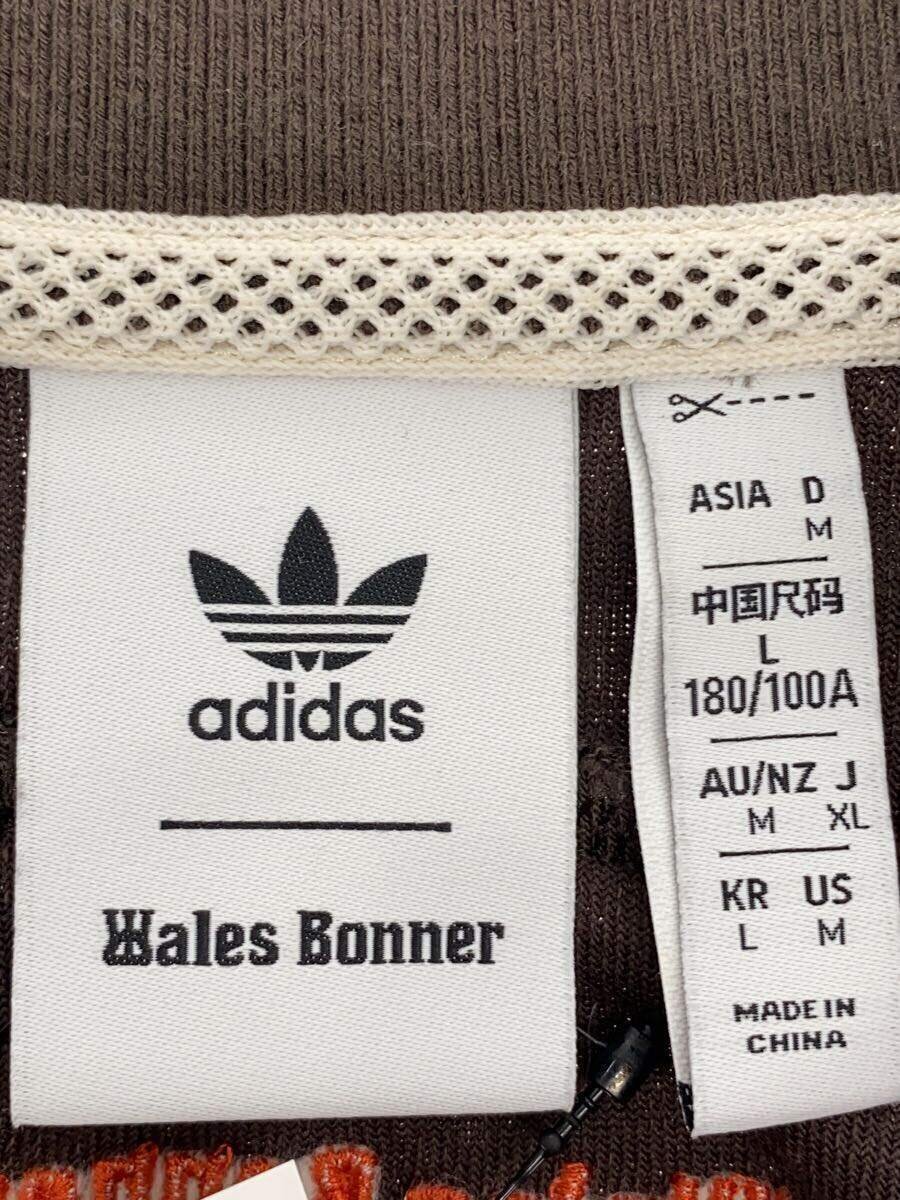 adidas
Wales Bonner
ASIA D
M
中国尺码
L
180/100A
AU/NZ J
M XL
KR US
L M
MADE IN
CHINA